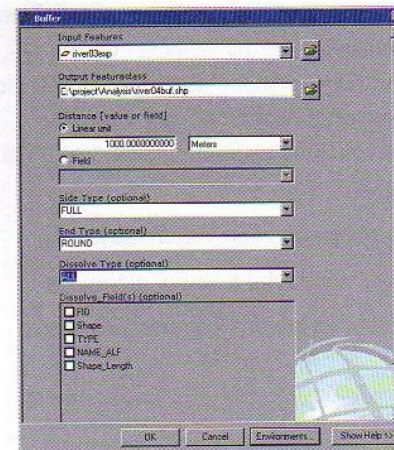 Buffer
Input Features
river03exp
Output Featureclass
C:\project\Analysis\river04buf.shp
Distance [value or field]
Linear unit
1000.0000000000 Meters
Field
Side Type (optional)
FULL
End Type (optional)
ROUND
Dissolve Type (optional)
ALL
Dissolve_Field(s) (optional)
FID
Shape
TYPE
NAME_ALF
Shape_Length
OK Cancel Environments... Show Help >>